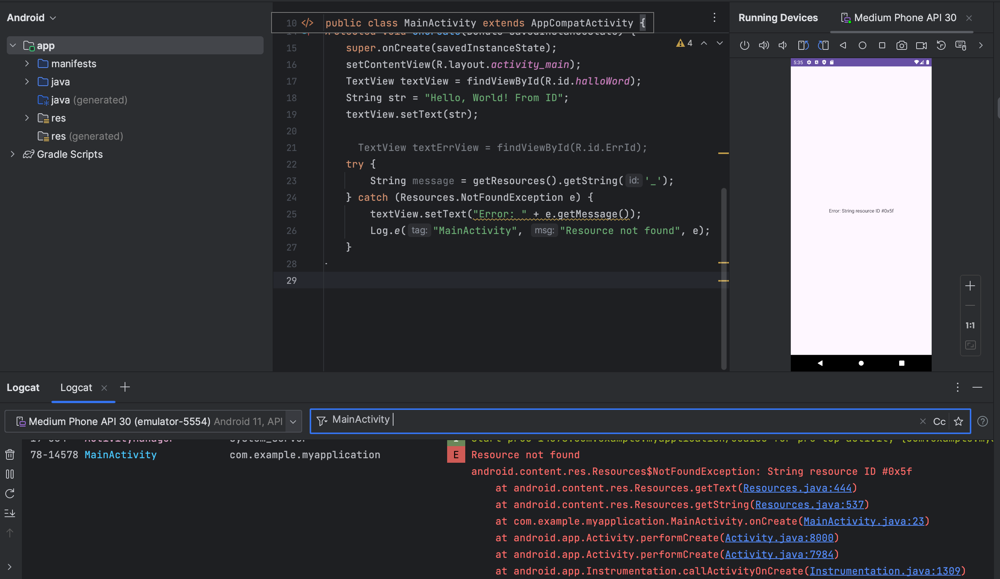 Android
app
manifests
java
java (generated)
res
res (generated)
Gradle Scripts
10 </> public class MainActivity extends AppCompatActivity {
4
15 super.onCreate(savedInstanceState);
16 setContentView(R.layout.activity_main);
17 TextView textView = findViewById(R.id.halloWord);
18 String str = "Hello, World! From ID";
19 textView.setText(str);
20
21 TextView textErrView = findViewById(R.id.ErrId);
22 try {
23 String message = getResources().getString( id: '_');
24 } catch (Resources.NotFoundException e) {
25 textView.setText("Error: " + e.getMessage());
26 Log.e( tag: "MainActivity", msg: "Resource not found", e);
27 }
28
29
Running Devices Medium Phone API 30
5:35
Error: String resource ID #0x5f
1:1
Logcat Logcat
Medium Phone API 30 (emulator-5554) Android 11, API
MainActivity
Cc
ActivityManager system_server
78-14578 MainActivity com.example.myapplication E Resource not found
android.content.res.Resources$NotFoundException: String resource ID #0x5f
at android.content.res.Resources.getText(Resources.java:444)
at android.content.res.Resources.getString(Resources.java:537)
at com.example.myapplication.MainActivity.onCreate(MainActivity.java:23)
at android.app.Activity.performCreate(Activity.java:8000)
at android.app.Activity.performCreate(Activity.java:7984)
at android.app.Instrumentation.callActivityOnCreate(Instrumentation.java:1309)